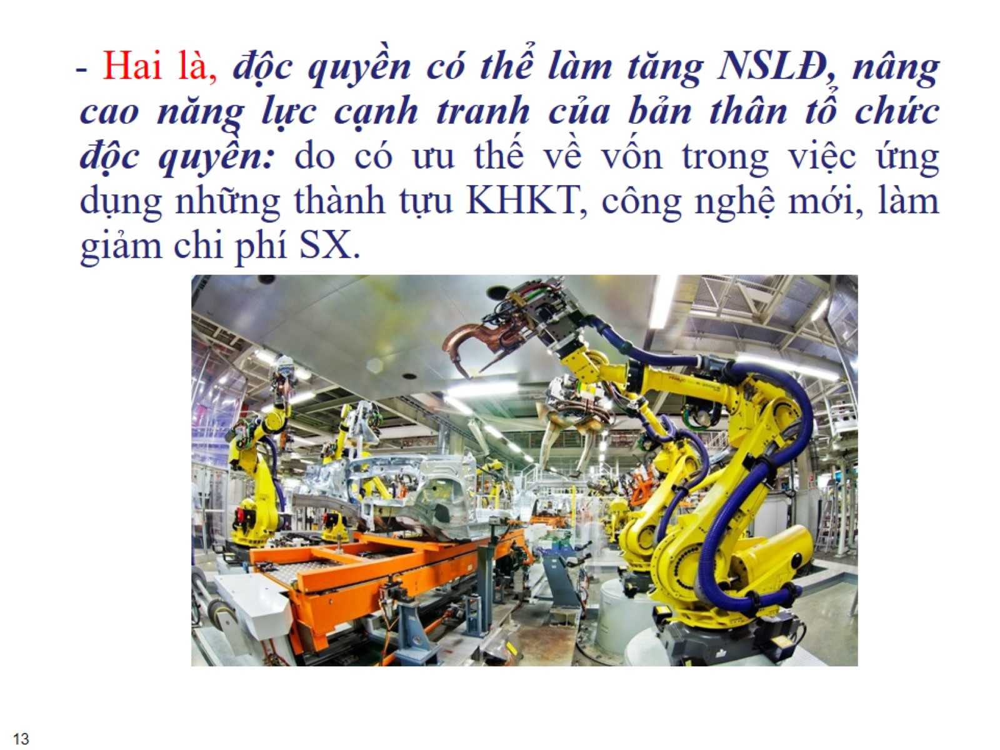 - Hai là, độc quyền có thể làm tăng NSLĐ, nâng
cao năng lực cạnh tranh của bản thân tổ chức
độc quyền: do có ưu thế về vốn trong việc ứng
dụng những thành tựu KHKT, công nghệ mới, làm
giảm chi phí SX.
13